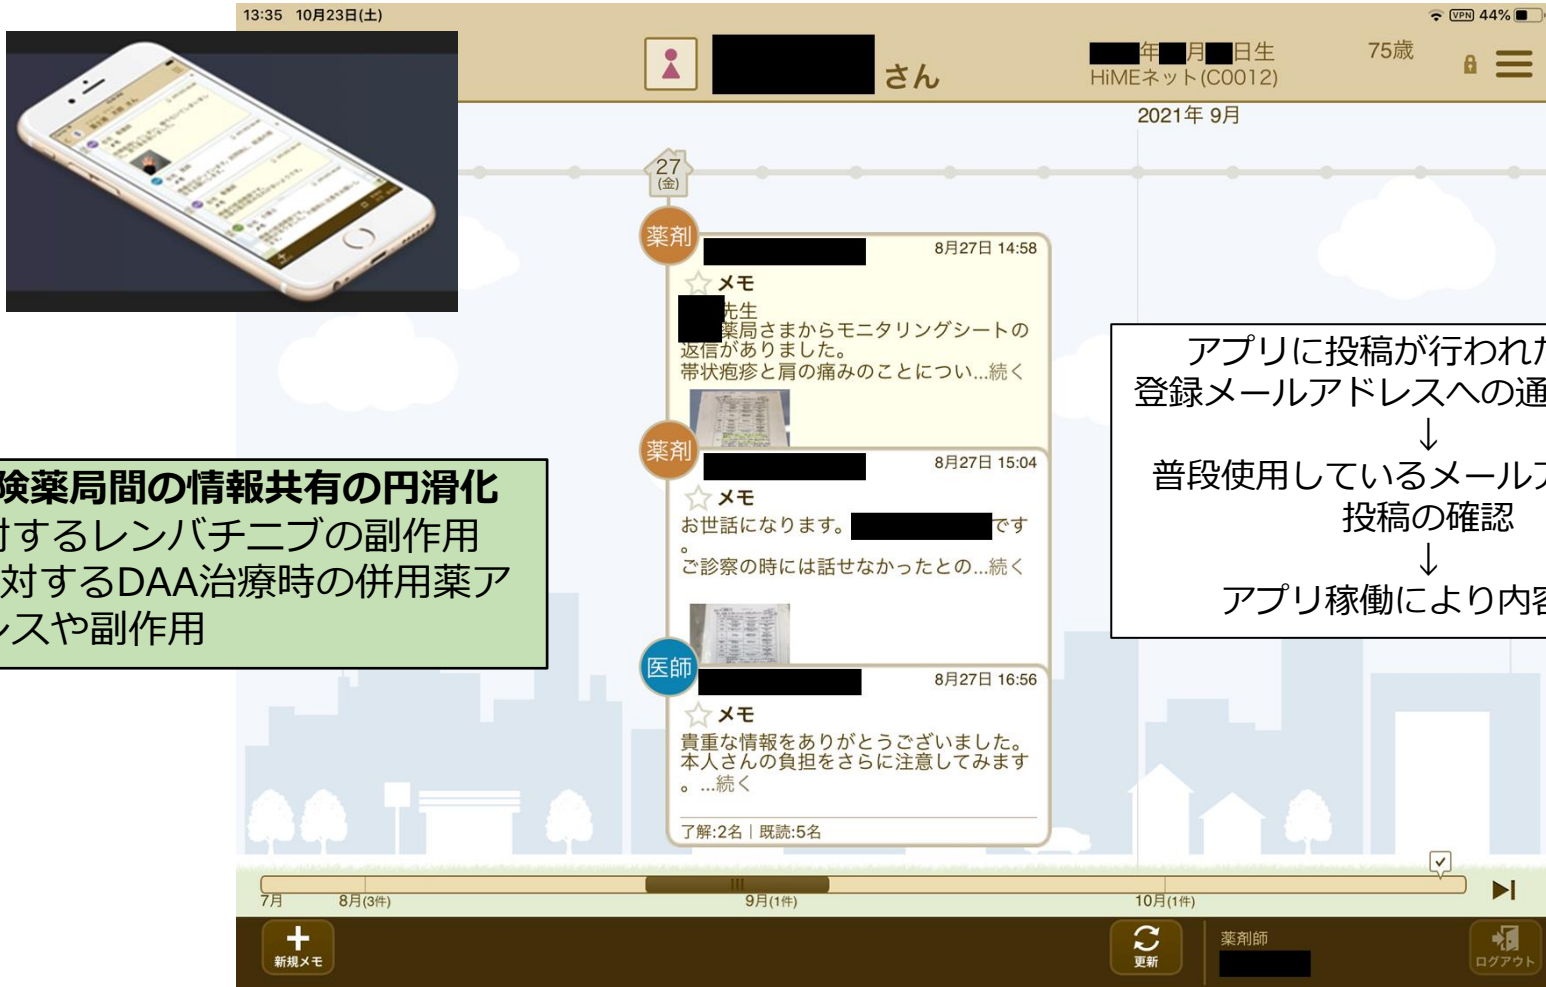 13:35 10月23日(土)
VPN 44%
さん
年 月 日生
HiMEネット(C0012)
75歳
2021年 9月
27
(金)
薬剤
8月27日 14:58
メモ
先生
薬局さまからモニタリングシートの
返信がありました。
帯状疱疹と肩の痛みのことについ...続く
薬剤
8月27日 15:04
メモ
お世話になります。 です
。
ご診察の時には話せなかったとの...続く
医師
8月27日 16:56
メモ
貴重な情報をありがとうございました。
本人さんの負担をさらに注意してみます
。...続く
了解:2名|既読:5名
険薬局間の情報共有の円滑化
対するレンバチニブの副作用
対するDAA治療時の併用薬ア
スや副作用
アプリに投稿が行われた
登録メールアドレスへの通
↓
普段使用しているメールア
投稿の確認
↓
アプリ稼働により内容
7月
8月(3件)
9月(1件)
10月(1件)
新規メモ
更新
薬剤師
ログアウト